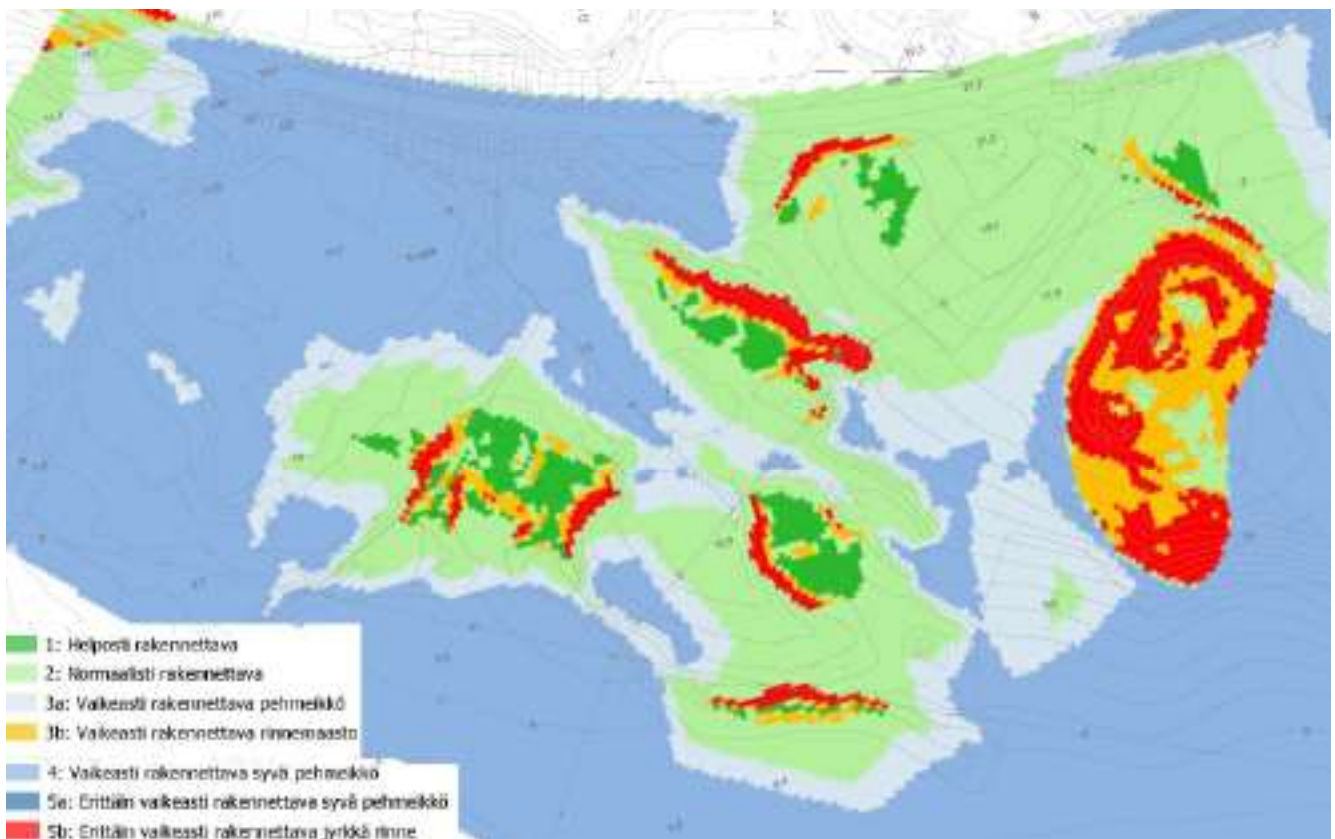 1: Helposti rakennettava
2: Normaalisti rakennettava
3a: Vaikeasti rakennettava pehmeikkö
3b: Vaikeasti rakennettava rinnemaasto
4: Vaikeasti rakennettava syvä pehmeikkö
5a: Erittäin vaikeasti rakennettava syvä pehmeikkö
5b: Erittäin vaikeasti rakennettava jyrkkä rinne